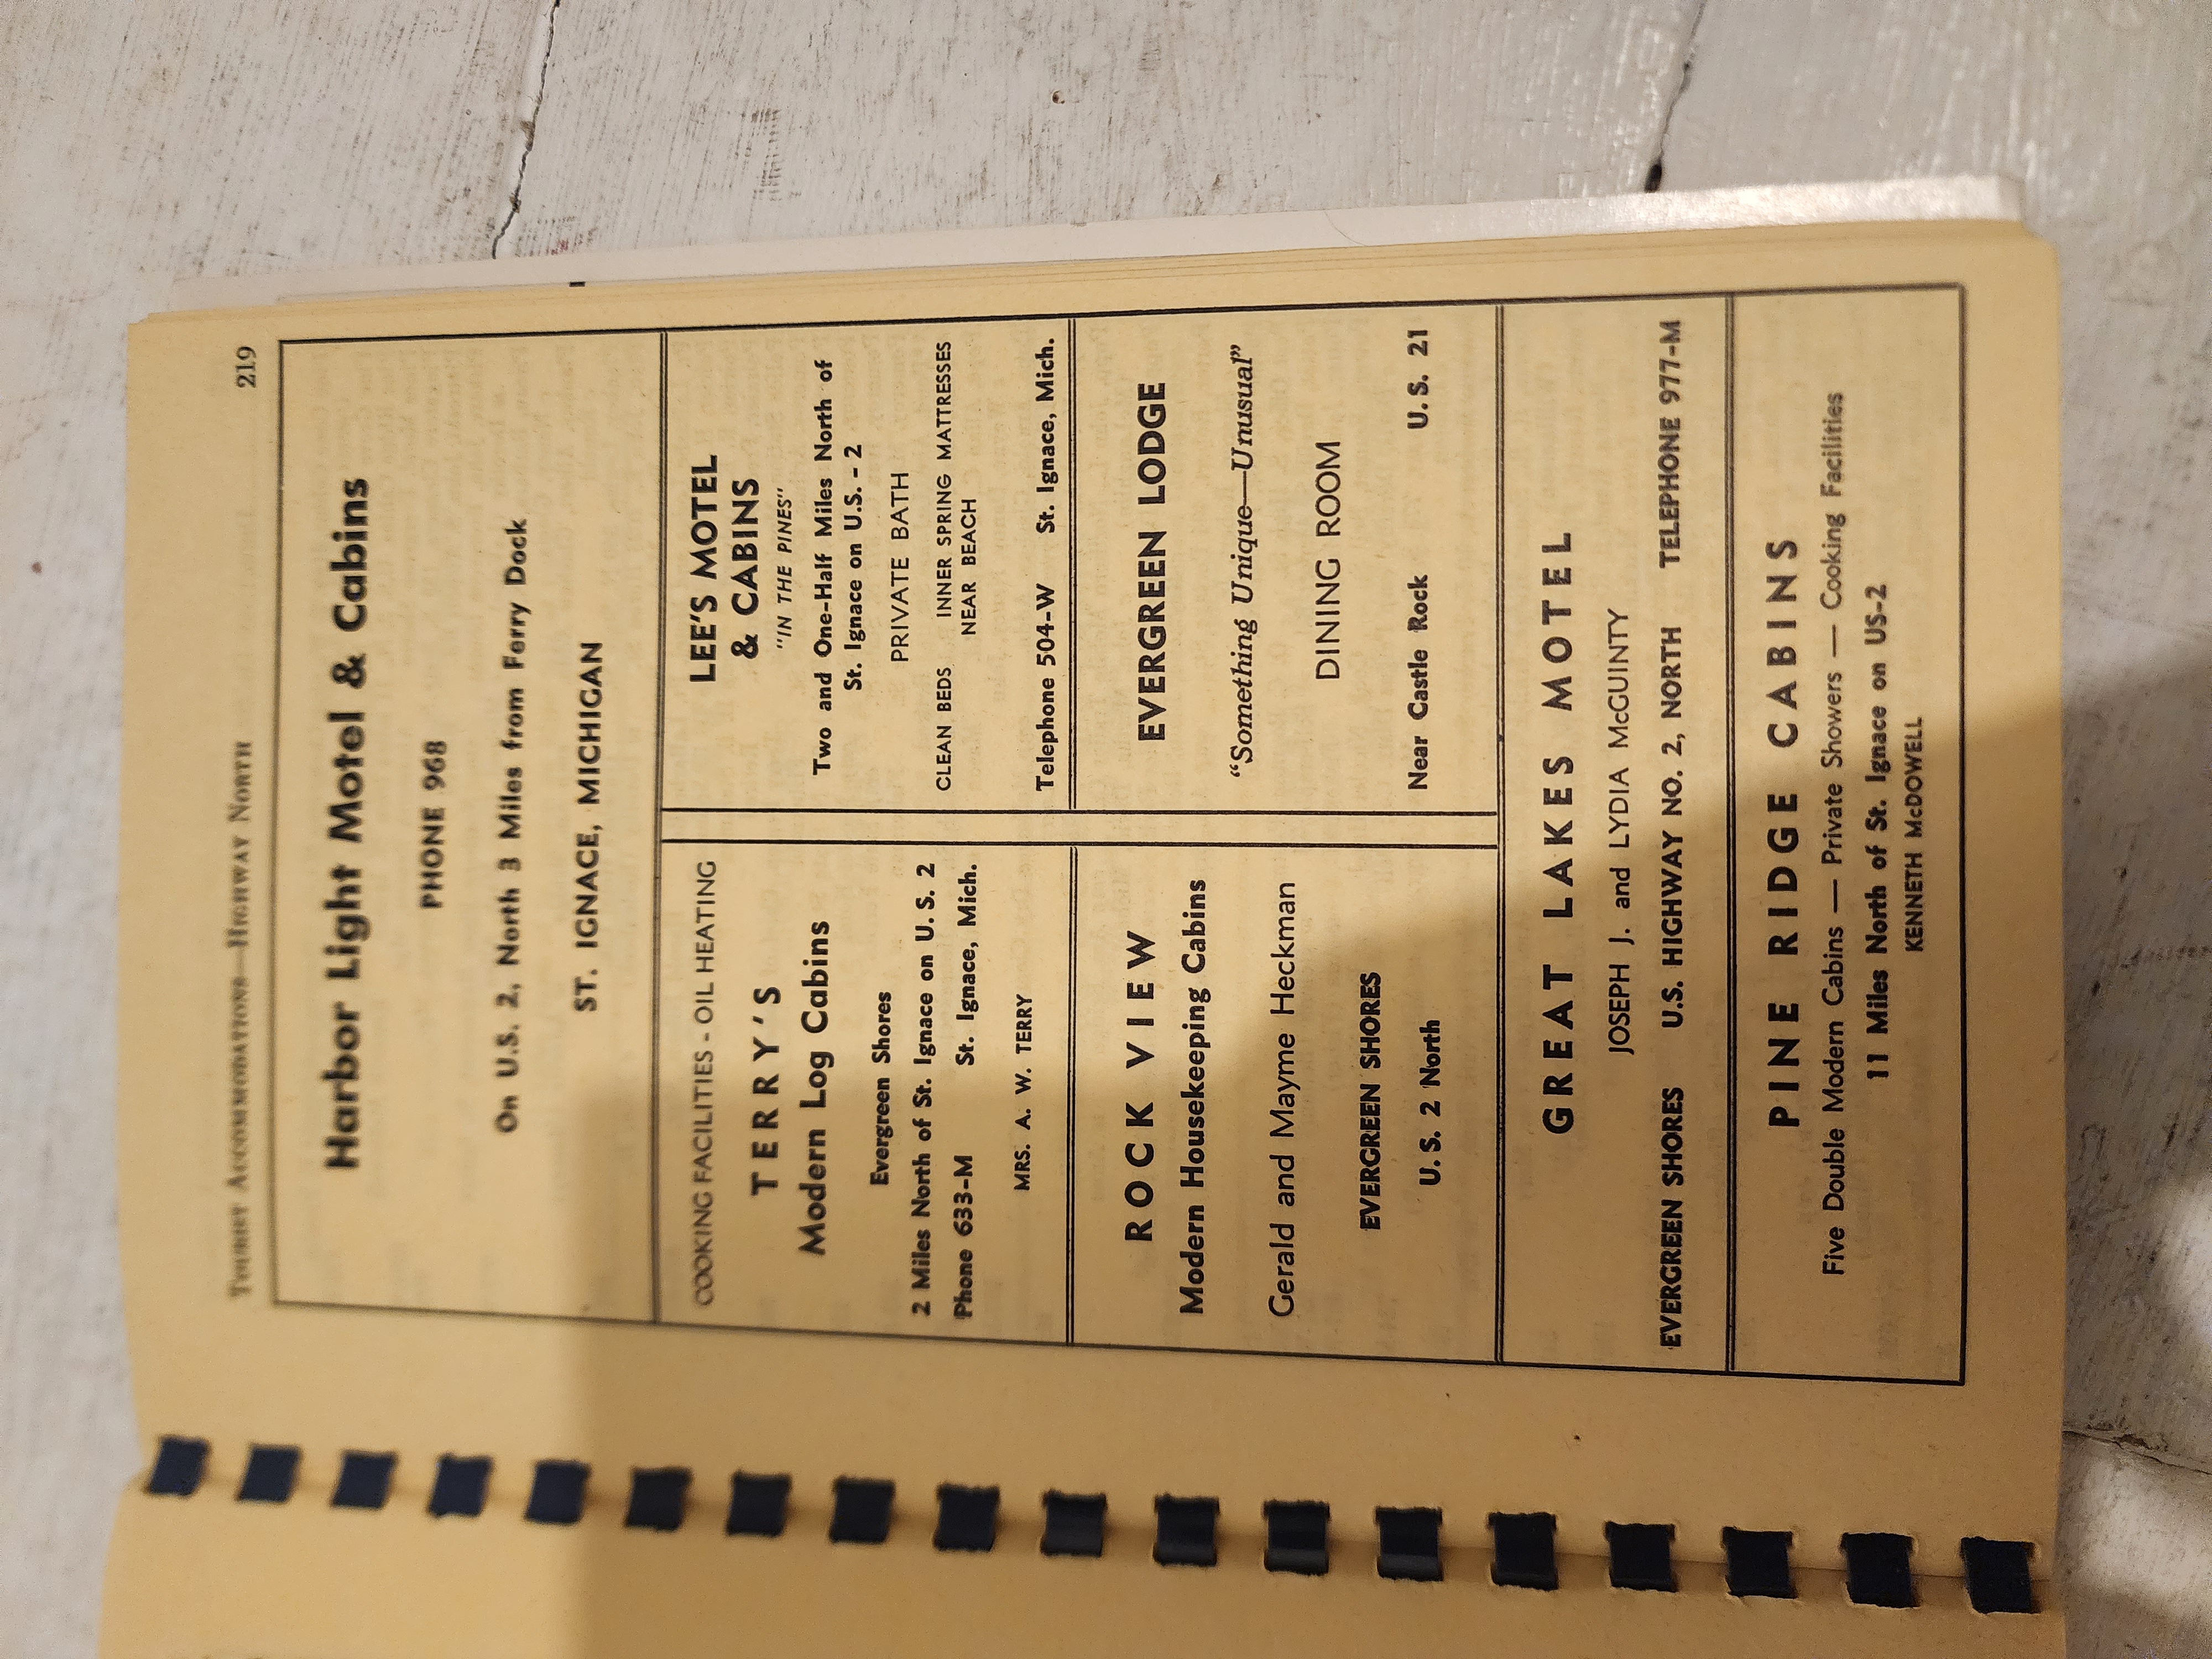 TOURIST ACCOMMODATIONS—HIGHWAY NORTH 219
Harbor Light Motel & Cabins
PHONE 968
On U.S. 2, North 3 Miles from Ferry Dock
ST. IGNACE, MICHIGAN
COOKING FACILITIES - OIL HEATING
TERRY'S
Modern Log Cabins
Evergreen Shores
2 Miles North of St. Ignace on U. S. 2
Phone 633-M St. Ignace, Mich.
MRS. A. W. TERRY
LEE'S MOTEL
& CABINS
"IN THE PINES"
Two and One-Half Miles North of
St. Ignace on U.S. - 2
PRIVATE BATH
CLEAN BEDS INNER SPRING MATTRESSES
NEAR BEACH
Telephone 504-W St. Ignace, Mich.
ROCK VIEW
Modern Housekeeping Cabins
Gerald and Mayme Heckman
EVERGREEN SHORES
U. S. 2 North
EVERGREEN LODGE
"Something Unique—Unusual"
DINING ROOM
Near Castle Rock U. S. 21
GREAT LAKES MOTEL
JOSEPH J. and LYDIA McGUINTY
EVERGREEN SHORES U.S. HIGHWAY NO. 2, NORTH TELEPHONE 977-M
PINE RIDGE CABINS
Five Double Modern Cabins — Private Showers — Cooking Facilities
11 Miles North of St. Ignace on US-2
KENNETH McDOWELL